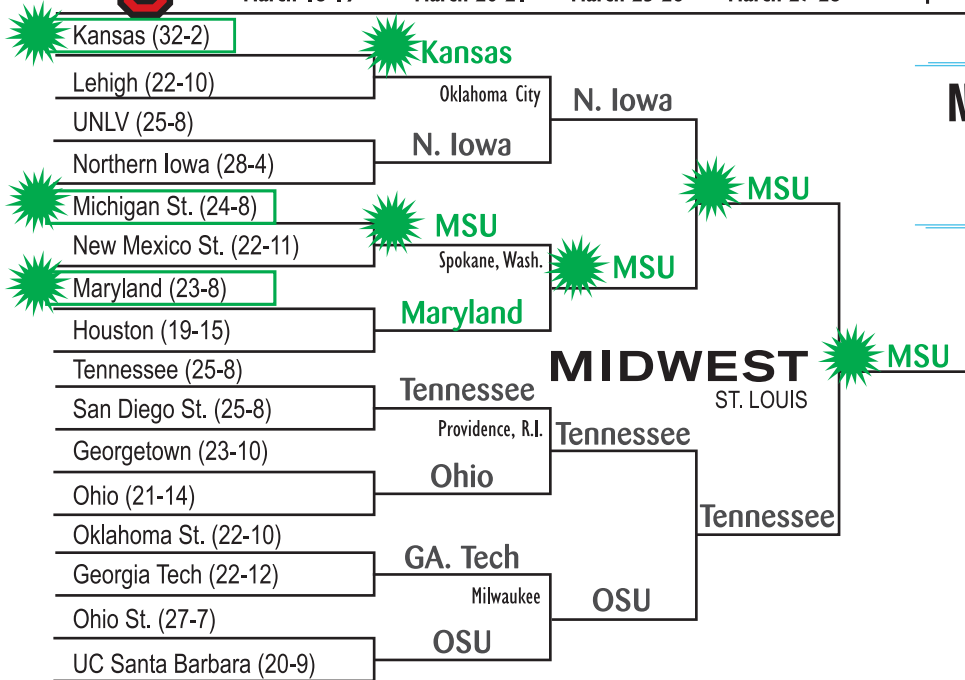 Kansas (32-2)
Lehigh (22-10)
UNLV (25-8)
Northern Iowa (28-4)
Michigan St. (24-8)
New Mexico St. (22-11)
Maryland (23-8)
Houston (19-15)
Tennessee (25-8)
San Diego St. (25-8)
Georgetown (23-10)
Ohio (21-14)
Oklahoma St. (22-10)
Georgia Tech (22-12)
Ohio St. (27-7)
UC Santa Barbara (20-9)
Kansas
Oklahoma City
N. Iowa
MSU
Spokane, Wash.
Maryland
Tennessee
Providence, R.I.
Ohio
GA. Tech
Milwaukee
OSU
N. Iowa
MSU
Tennessee
OSU
MSU
Tennessee
MIDWEST
ST. LOUIS
MSU